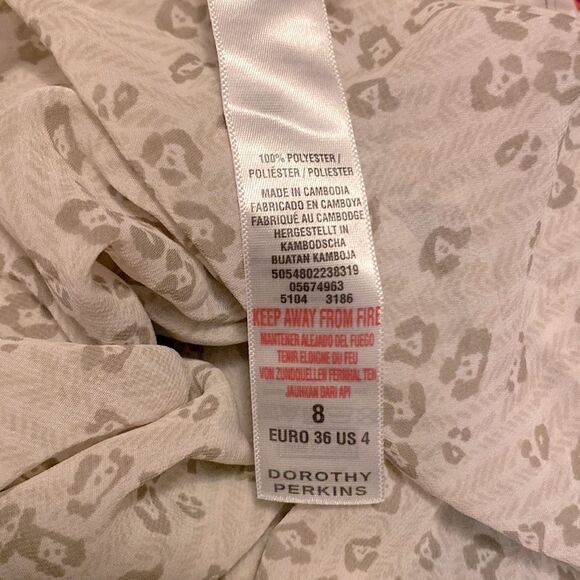 100% POLYESTER /
POLIÉSTER / POLIESTER
MADE IN CAMBODIA
FABRICADO EN CAMBOYA
FABRIQUÉ AU CAMBODGE
HERGESTELLT IN
KAMBODSCHA
BUATAN KAMBOJA
5054802238319
05674963
5104 3186
KEEP AWAY FROM FIRE
MANTENER ALEJADO DEL FUEGO
TENIR ELOIGNE DU FEU
VON ZUNDQUELLEN FERNHAL TEN
JAUHKAN DARI API
8
EURO 36 US 4
DOROTHY
PERKINS